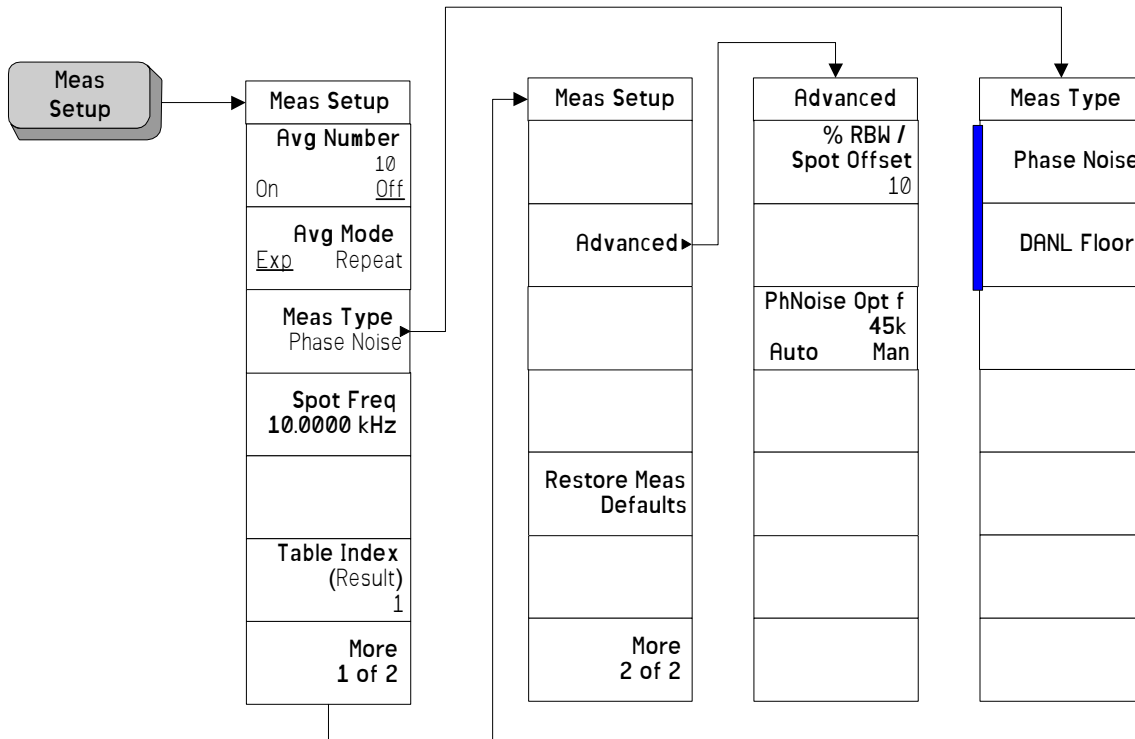 Meas
Setup
Meas Setup
Avg Number
10
On Off
Avg Mode
Exp Repeat
Meas Type
Phase Noise
Spot Freq
10.0000 kHz
Table Index
(Result)
1
More
1 of 2
Meas Setup
Advanced
Restore Meas
Defaults
More
2 of 2
Advanced
% RBW /
Spot Offset
10
PhNoise Opt f
45k
Auto Man
Meas Type
Phase Noise
DANL Floor